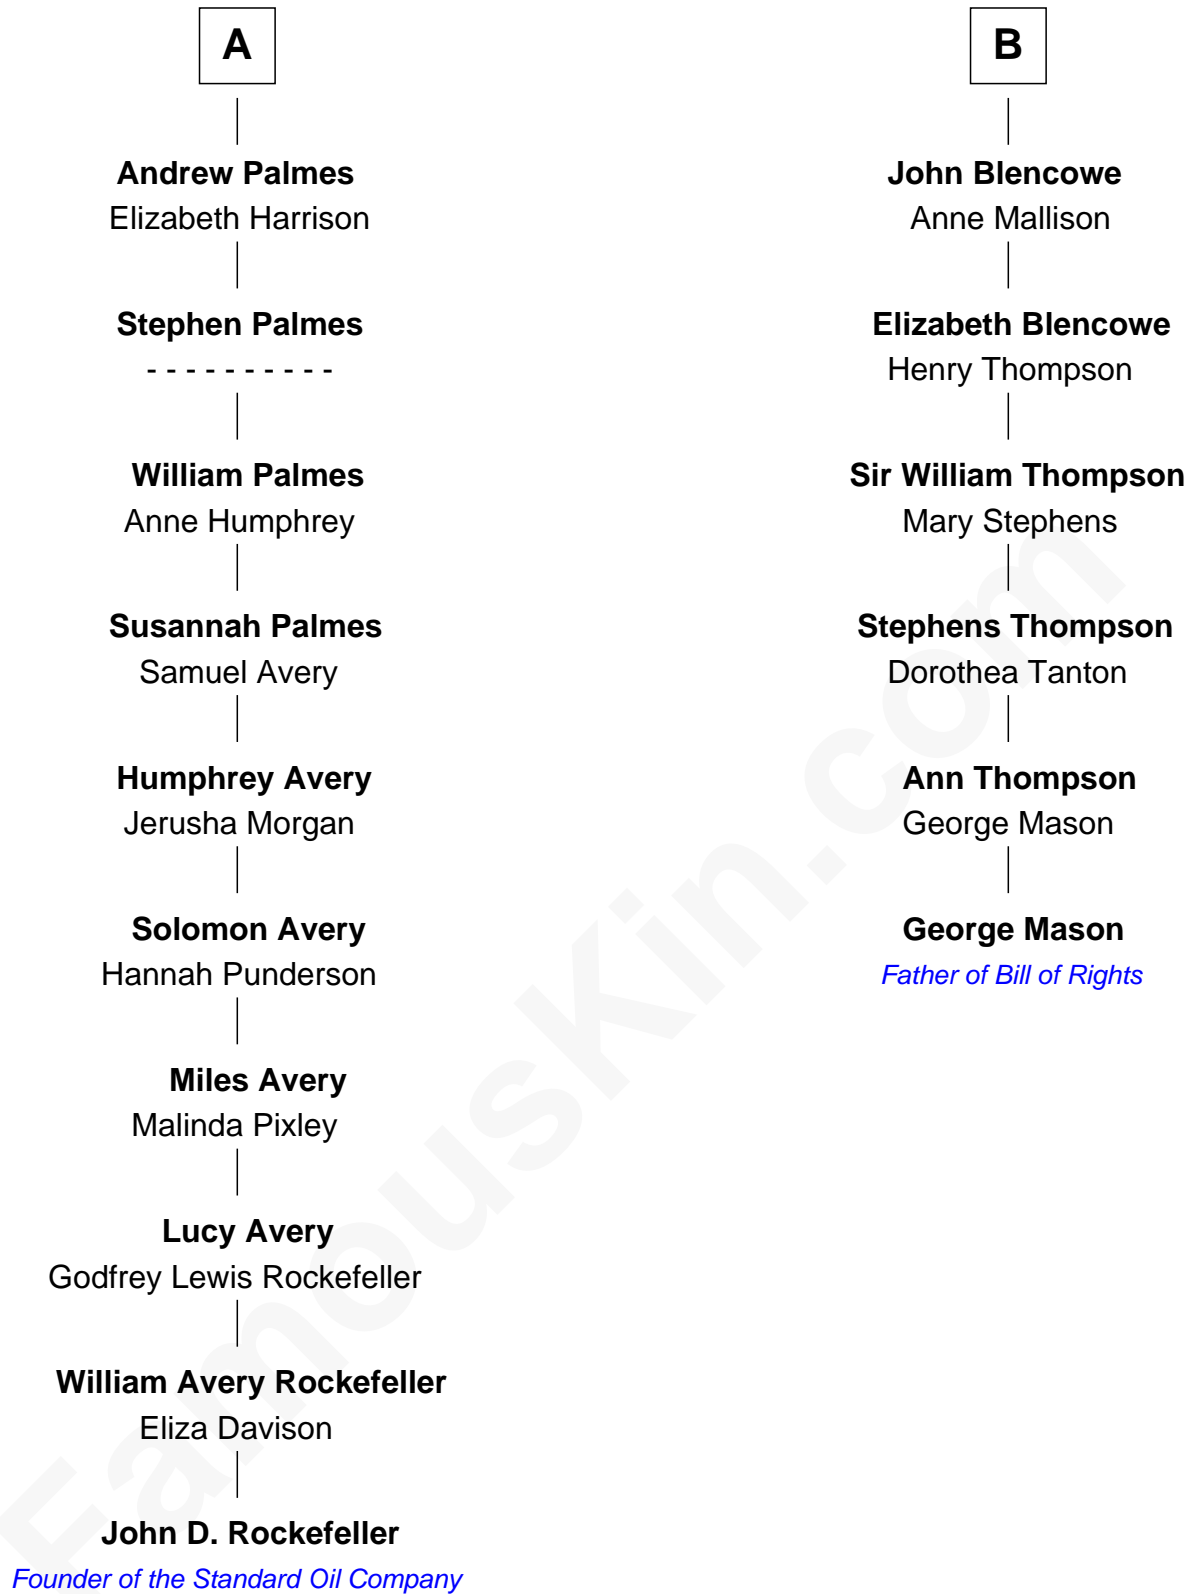 A
Andrew Palmes
Elizabeth Harrison
Stephen Palmes
- - - - - - - - - -
William Palmes
Anne Humphrey
Susannah Palmes
Samuel Avery
Humphrey Avery
Jerusha Morgan
Solomon Avery
Hannah Punderson
Miles Avery
Malinda Pixley
Lucy Avery
Godfrey Lewis Rockefeller
William Avery Rockefeller
Eliza Davison
John D. Rockefeller
Founder of the Standard Oil Company
B
John Blencowe
Anne Mallison
Elizabeth Blencowe
Henry Thompson
Sir William Thompson
Mary Stephens
Stephens Thompson
Dorothea Tanton
Ann Thompson
George Mason
George Mason
Father of Bill of Rights
FamousKin.com